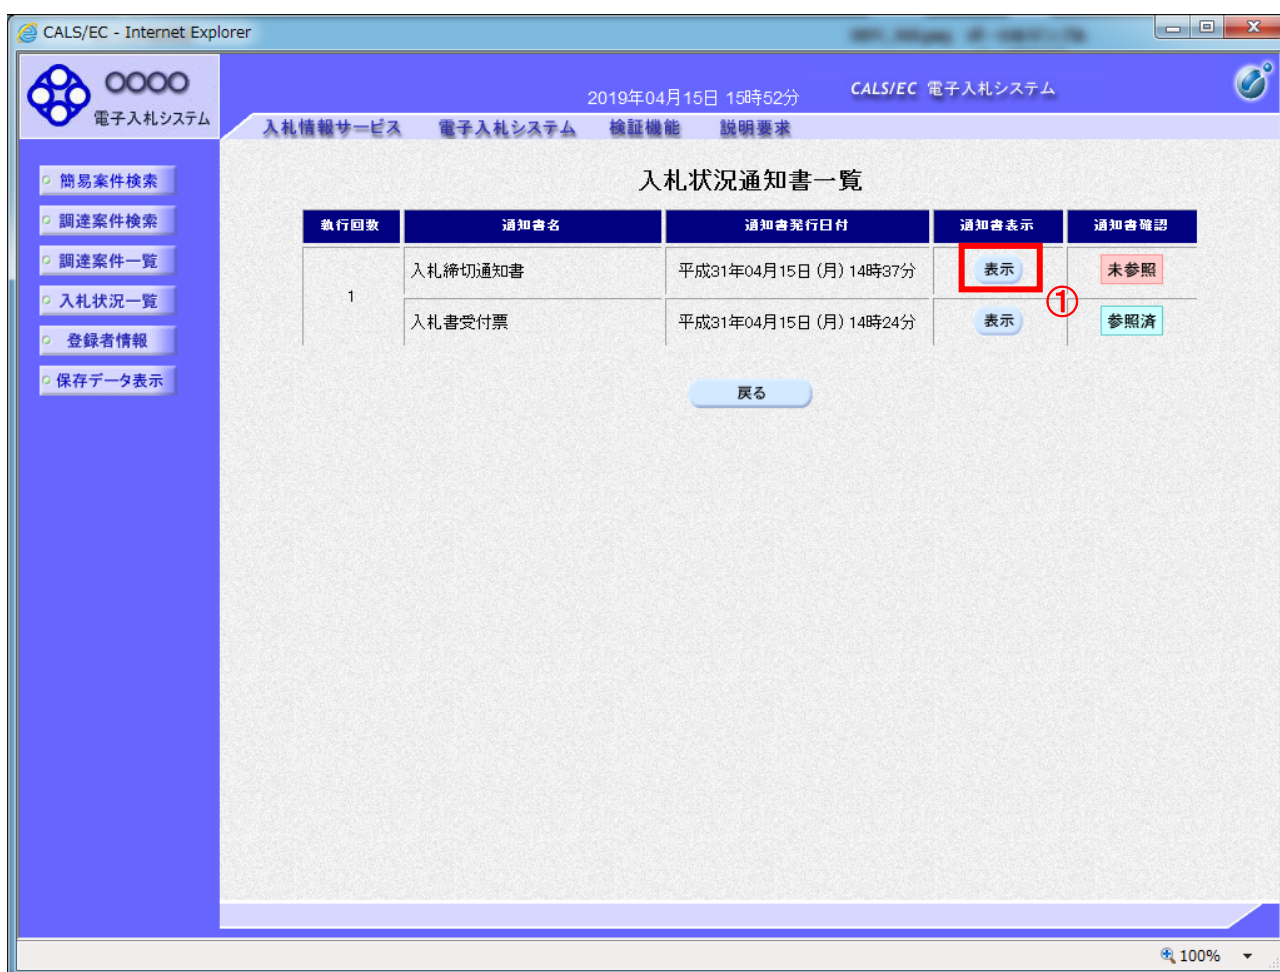 CALS/EC - Internet Explorer
OOOO
電子入札システム
2019年04月15日 15時52分
CALS/EC 電子入札システム
入札情報サービス 電子入札システム 検証機能 説明要求
簡易案件検索
調達案件検索
調達案件一覧
入札状況一覧
登録者情報
保存データ表示
入札状況通知書一覧
執行回数 通知書名 通知書発行日付 通知書表示 通知書確認
1
入札締切通知書 平成31年04月15日(月) 14時37分 表示 未参照
①
入札書受付票 平成31年04月15日(月) 14時24分 表示 参照済
戻る
100%